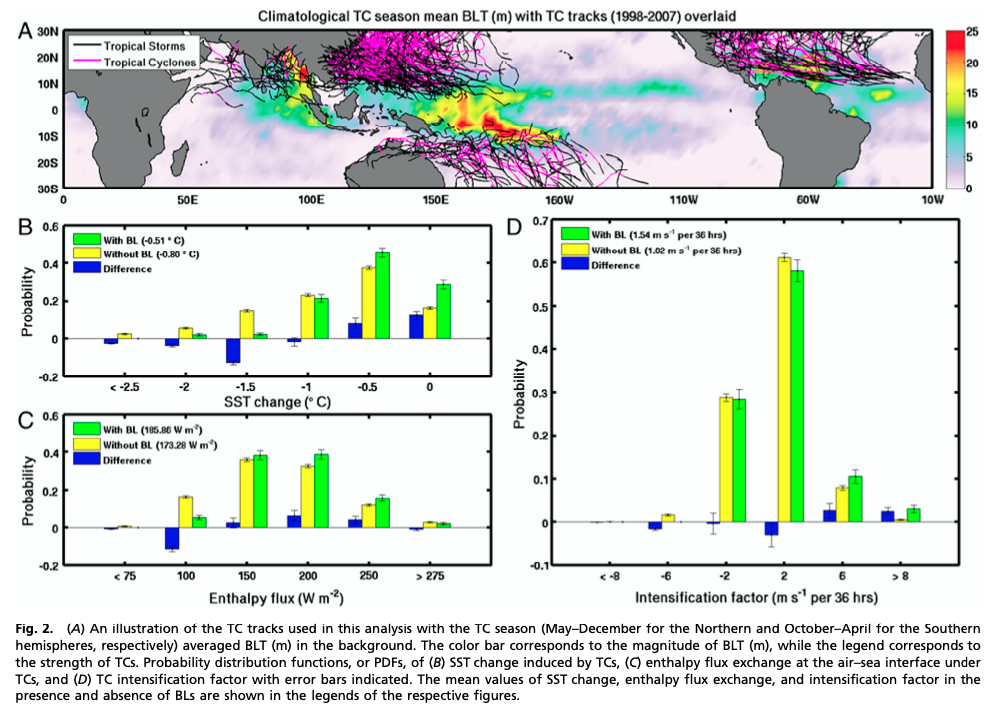 Climatological TC season mean BLT (m) with TC tracks (1998-2007) overlaid
A
30N
20N
10N
0
10S
20S
30S
Tropical Storms
Tropical Cyclones
0
50E
100E
150E
160W
110W
60W
10W
25
20
15
10
5
0
B
0.6
0.4
0.2
0
-0.2
Probability
With BL (-0.51 ° C)
Without BL (-0.80 ° C)
Difference
< -2.5
-2
-1.5
-1
-0.5
0
SST change (° C)
C
0.6
0.4
0.2
0
-0.2
Probability
With BL (185.86 W m-2)
Without BL (173.28 W m-2)
Difference
< 75
100
150
200
250
> 275
Enthalpy flux (W m-2)
D
0.7
0.6
0.5
0.4
0.3
0.2
0.1
0
-0.1
Probability
With BL (1.54 m s-1 per 36 hrs)
Without BL (1.02 m s-1 per 36 hrs)
Difference
< -8
-6
-2
2
6
> 8
Intensification factor (m s-1 per 36 hrs)
Fig. 2. (A) An illustration of the TC tracks used in this analysis with the TC season (May–December for the Northern and October–April for the Southern
hemispheres, respectively) averaged BLT (m) in the background. The color bar corresponds to the magnitude of BLT (m), while the legend corresponds to
the strength of TCs. Probability distribution functions, or PDFs, of (B) SST change induced by TCs, (C) enthalpy flux exchange at the air–sea interface under
TCs, and (D) TC intensification factor with error bars indicated. The mean values of SST change, enthalpy flux exchange, and intensification factor in the
presence and absence of BLs are shown in the legends of the respective figures.